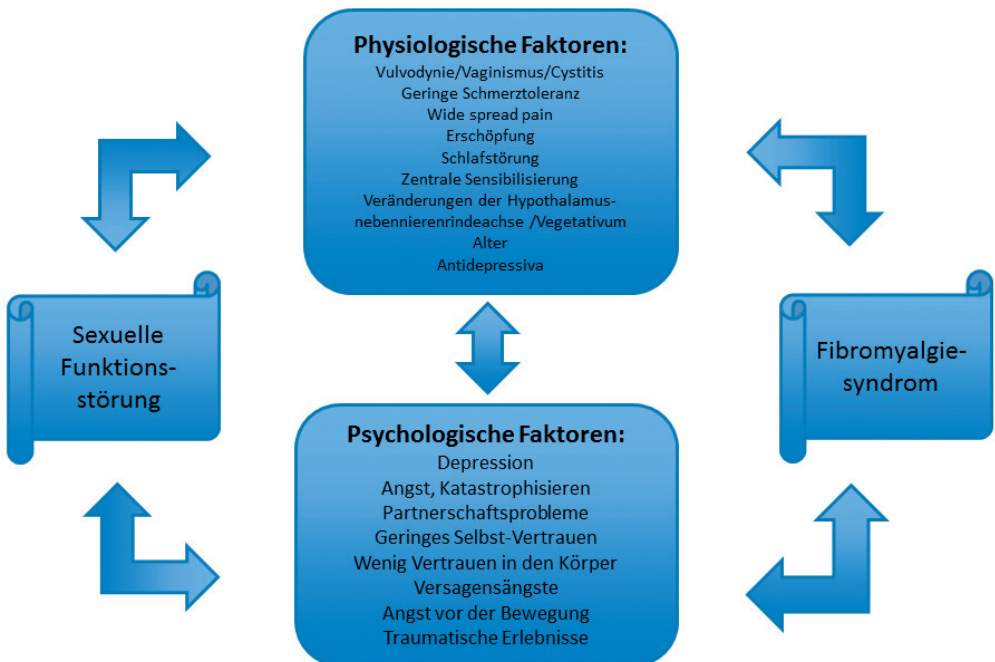 Physiologische Faktoren:
Vulvodynie/Vaginismus/Cystitis
Geringe Schmerztoleranz
Wide spread pain
Erschöpfung
Schlafstörung
Zentrale Sensibilisierung
Veränderungen der Hypothalamus-
nebennierenrindeachse /Vegetativum
Alter
Antidepressiva
Sexuelle
Funktions-
störung
Fibromyalgie-
syndrom
Psychologische Faktoren:
Depression
Angst, Katastrophisieren
Partnerschaftsprobleme
Geringes Selbst-Vertrauen
Wenig Vertrauen in den Körper
Versagensängste
Angst vor der Bewegung
Traumatische Erlebnisse